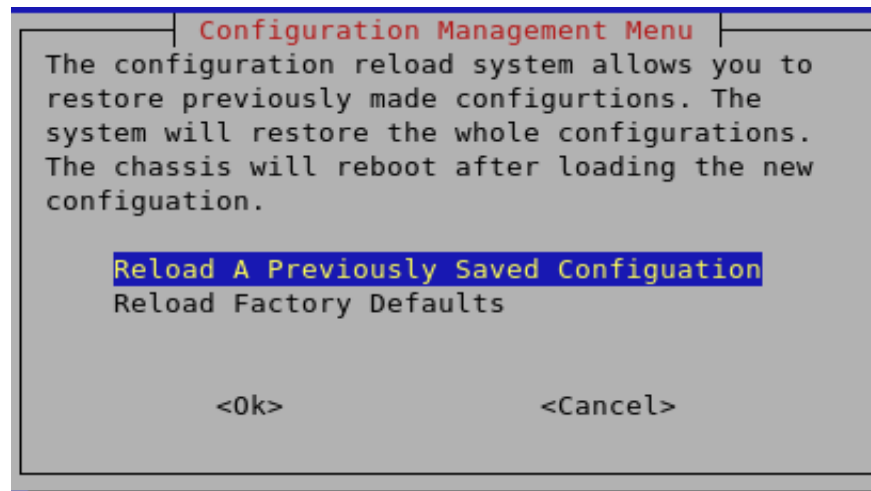 Configuration Management Menu
The configuration reload system allows you to
restore previously made configurtions. The
system will restore the whole configurations.
The chassis will reboot after loading the new
configuation.
Reload A Previously Saved Configuation
Reload Factory Defaults
<Ok> <Cancel>